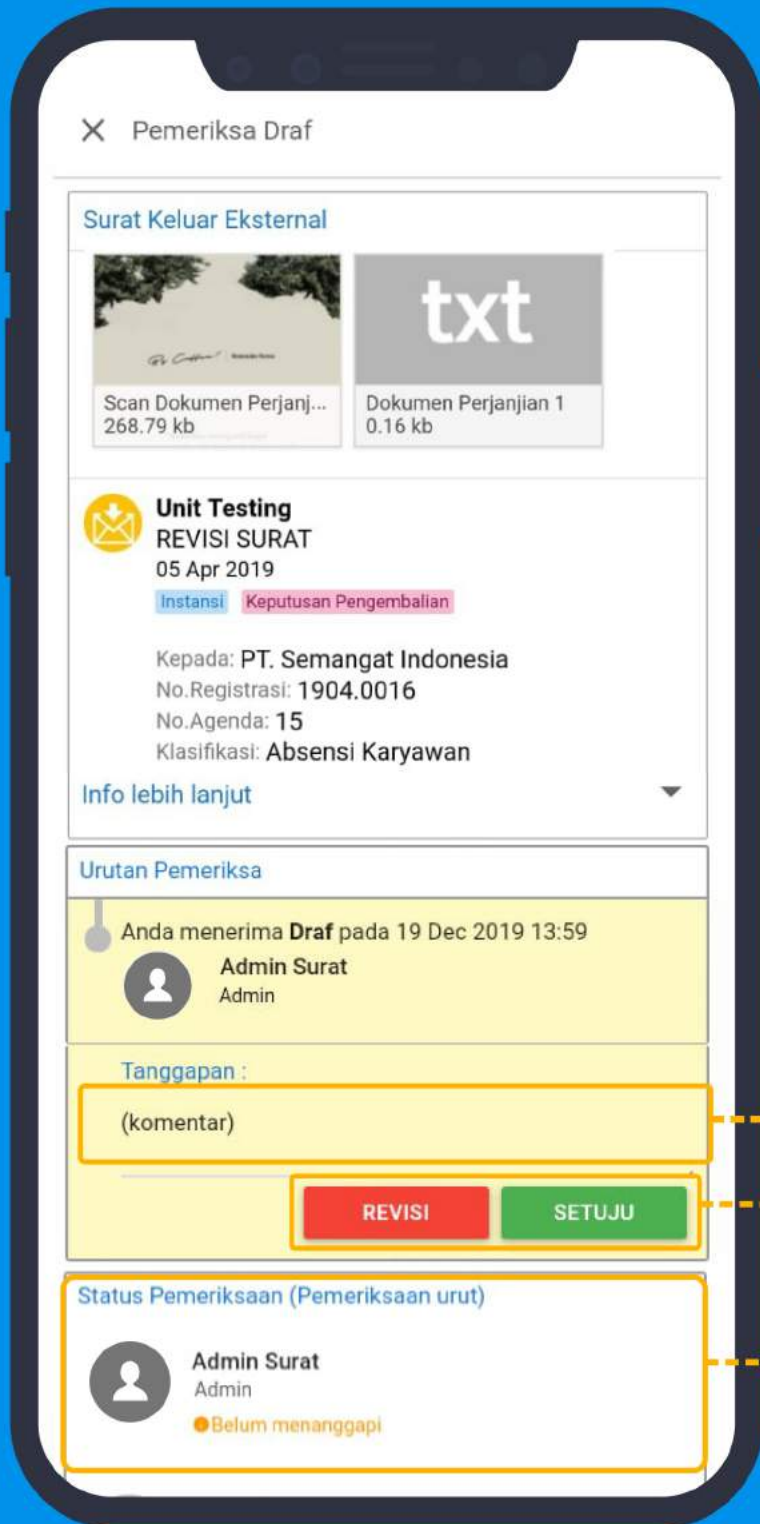 Pemeriksa Draf
Surat Keluar Eksternal
txt
Scan Dokumen Perjanj...
268.79 kb
Dokumen Perjanjian 1
0.16 kb
Unit Testing
REVISI SURAT
05 Apr 2019
Instansi Keputusan Pengembalian
Kepada: PT. Semangat Indonesia
No.Registrasi: 1904.0016
No.Agenda: 15
Klasifikasi: Absensi Karyawan
Info lebih lanjut
Urutan Pemeriksa
Anda menerima Draf pada 19 Dec 2019 13:59
Admin Surat
Admin
Tanggapan :
(komentar)
REVISI SETUJU
Status Pemeriksaan (Pemeriksaan urut)
Admin Surat
Admin
Belum menanggapi